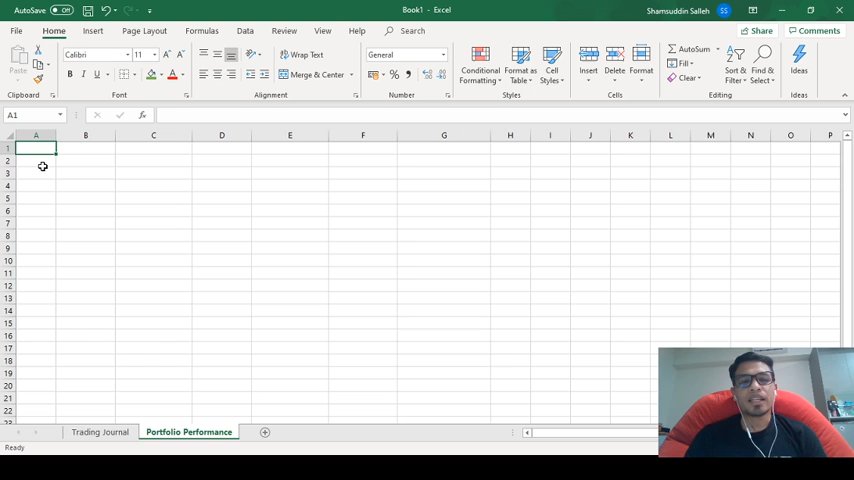 AutoSave Off Book1 - Excel Shamsuddin Salleh SS
File Home Insert Page Layout Formulas Data Review View Help Search Share Comments
Paste Calibri 11 Wrap Text General Conditional Formatting Format as Table Cell Styles Insert Delete Format AutoSum Sort & Filter Find & Select Ideas
B I U Merge & Center % Fill
Clear
Clipboard Font Alignment Number Styles Cells Editing Ideas
A1 fx
A B C D E F G H I J K L M N O P
1
2
3
4
5
6
7
8
9
10
11
12
13
14
15
16
17
18
19
20
21
22
23
Trading Journal Portfolio Performance
Ready